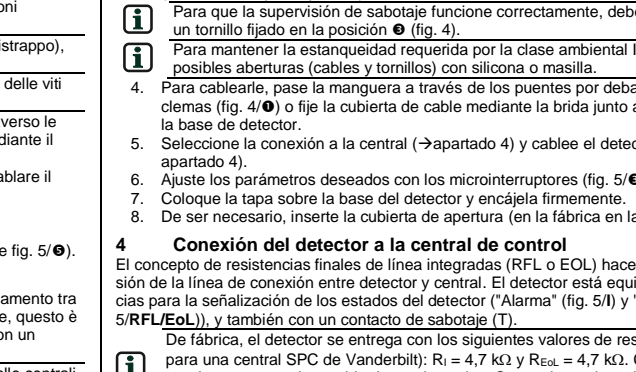 oni
istrappo),
delle viti
verso le
diante il
ablare il
e fig. 5/❺).
amento tra
e, questo è
on un
Para que la supervisión de sabotaje funcione correctamente, deb
un tornillo fijado en la posición ❸ (fig. 4).
Para mantener la estanqueidad requerida por la clase ambiental
posibles aberturas (cables y tornillos) con silicona o masilla.
4. Para cablearle, pase la manguera a través de los puentes por deba
clemas (fig. 4/❶) o fije la cubierta de cable mediante la brida junto a
la base de detector.
5. Seleccione la conexión a la central (→apartado 4) y cablee el detec
apartado 4).
6. Ajuste los parámetros deseados con los microinterruptores (fig. 5/
7. Coloque la tapa sobre la base del detector y encájela firmemente.
8. De ser necesario, inserte la cubierta de apertura (en la fábrica en la
4 Conexión del detector a la central de control
El concepto de resistencias finales de línea integradas (RFL o EOL) hace
sión de la línea de conexión entre detector y central. El detector está equi
cias para la señalización de los estados del detector ("Alarma" (fig. 5/I) y "
5/RFL/EoL)), y también con un contacto de sabotaje (T).
De fábrica, el detector se entrega con los siguientes valores de res
para una central SPC de Vanderbilt): RI = 4,7 kΩ y REoL = 4,7 kΩ.